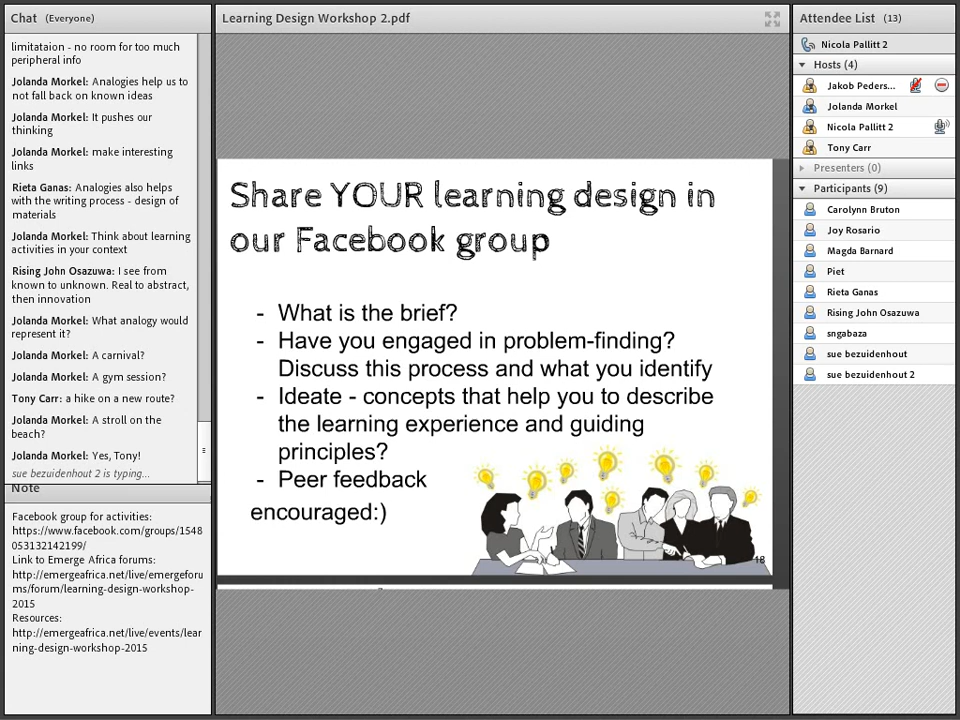 Chat (Everyone)
limitataion - no room for too much
peripheral info
Jolanda Morkel: Analogies help us to
not fall back on known ideas
Jolanda Morkel: It pushes our
thinking
Jolanda Morkel: make interesting
links
Rieta Ganas: Analogies also helps
with the writing process - design of
materials
Jolanda Morkel: Think about learning
activities in your context
Rising John Osazuwa: I see from
known to unknown. Real to abstract,
then innovation
Jolanda Morkel: What analogy would
represent it?
Jolanda Morkel: A carnival?
Jolanda Morkel: A gym session?
Tony Carr: a hike on a new route?
Jolanda Morkel: A stroll on the
beach?
Jolanda Morkel: Yes, Tony!
sue bezuidenhout 2 is typing...
Note
Facebook group for activities:
https://www.facebook.com/groups/1548
053132142199/
Link to Emerge Africa forums:
http://emergeafrica.net/live/emergeforu
ms/forum/learning-design-workshop-
2015
Resources:
http://emergeafrica.net/live/events/lear
ning-design-workshop-2015
Learning Design Workshop 2.pdf
Share YOUR learning design in
our Facebook group
- What is the brief?
- Have you engaged in problem-finding?
Discuss this process and what you identify
- Ideate - concepts that help you to describe
the learning experience and guiding
principles?
- Peer feedback
encouraged:)
18
Attendee List (13)
Nicola Pallitt 2
Hosts (4)
Jakob Peders...
Jolanda Morkel
Nicola Pallitt 2
Tony Carr
Presenters (0)
Participants (9)
Carolynn Bruton
Joy Rosario
Magda Barnard
Piet
Rieta Ganas
Rising John Osazuwa
sngabaza
sue bezuidenhout
sue bezuidenhout 2